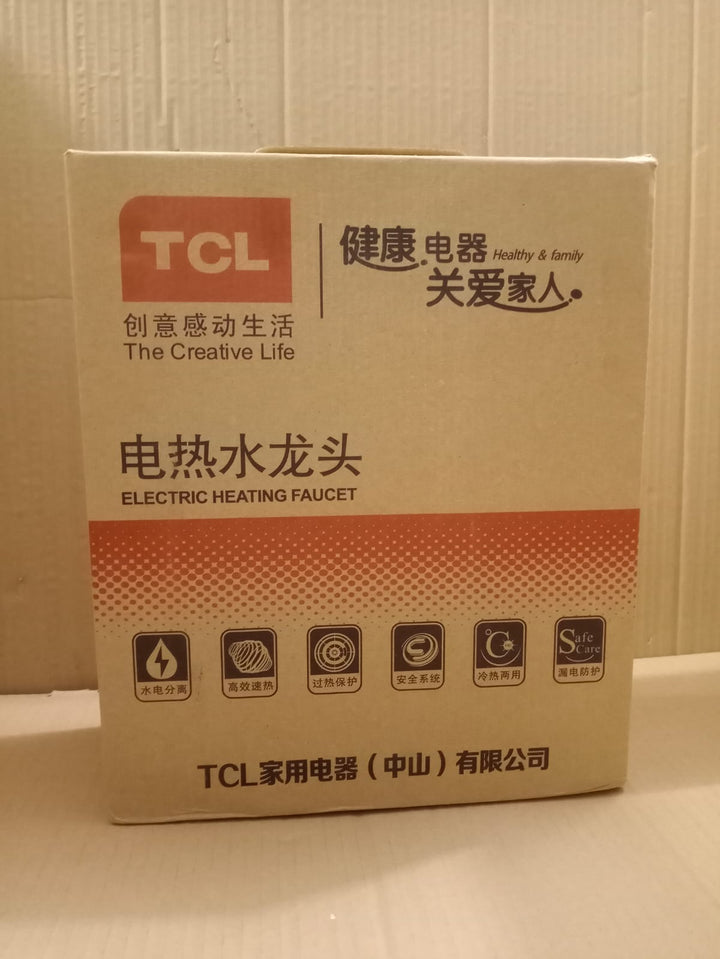 TCL
创意感动生活
The Creative Life
健康电器 Healthy & family
关爱家人
电热水龙头
ELECTRIC HEATING FAUCET
水电分离
高效速热
过热保护
安全系统
℃
冷热两用
Safe
Care
漏电防护
TCL家用电器（中山）有限公司